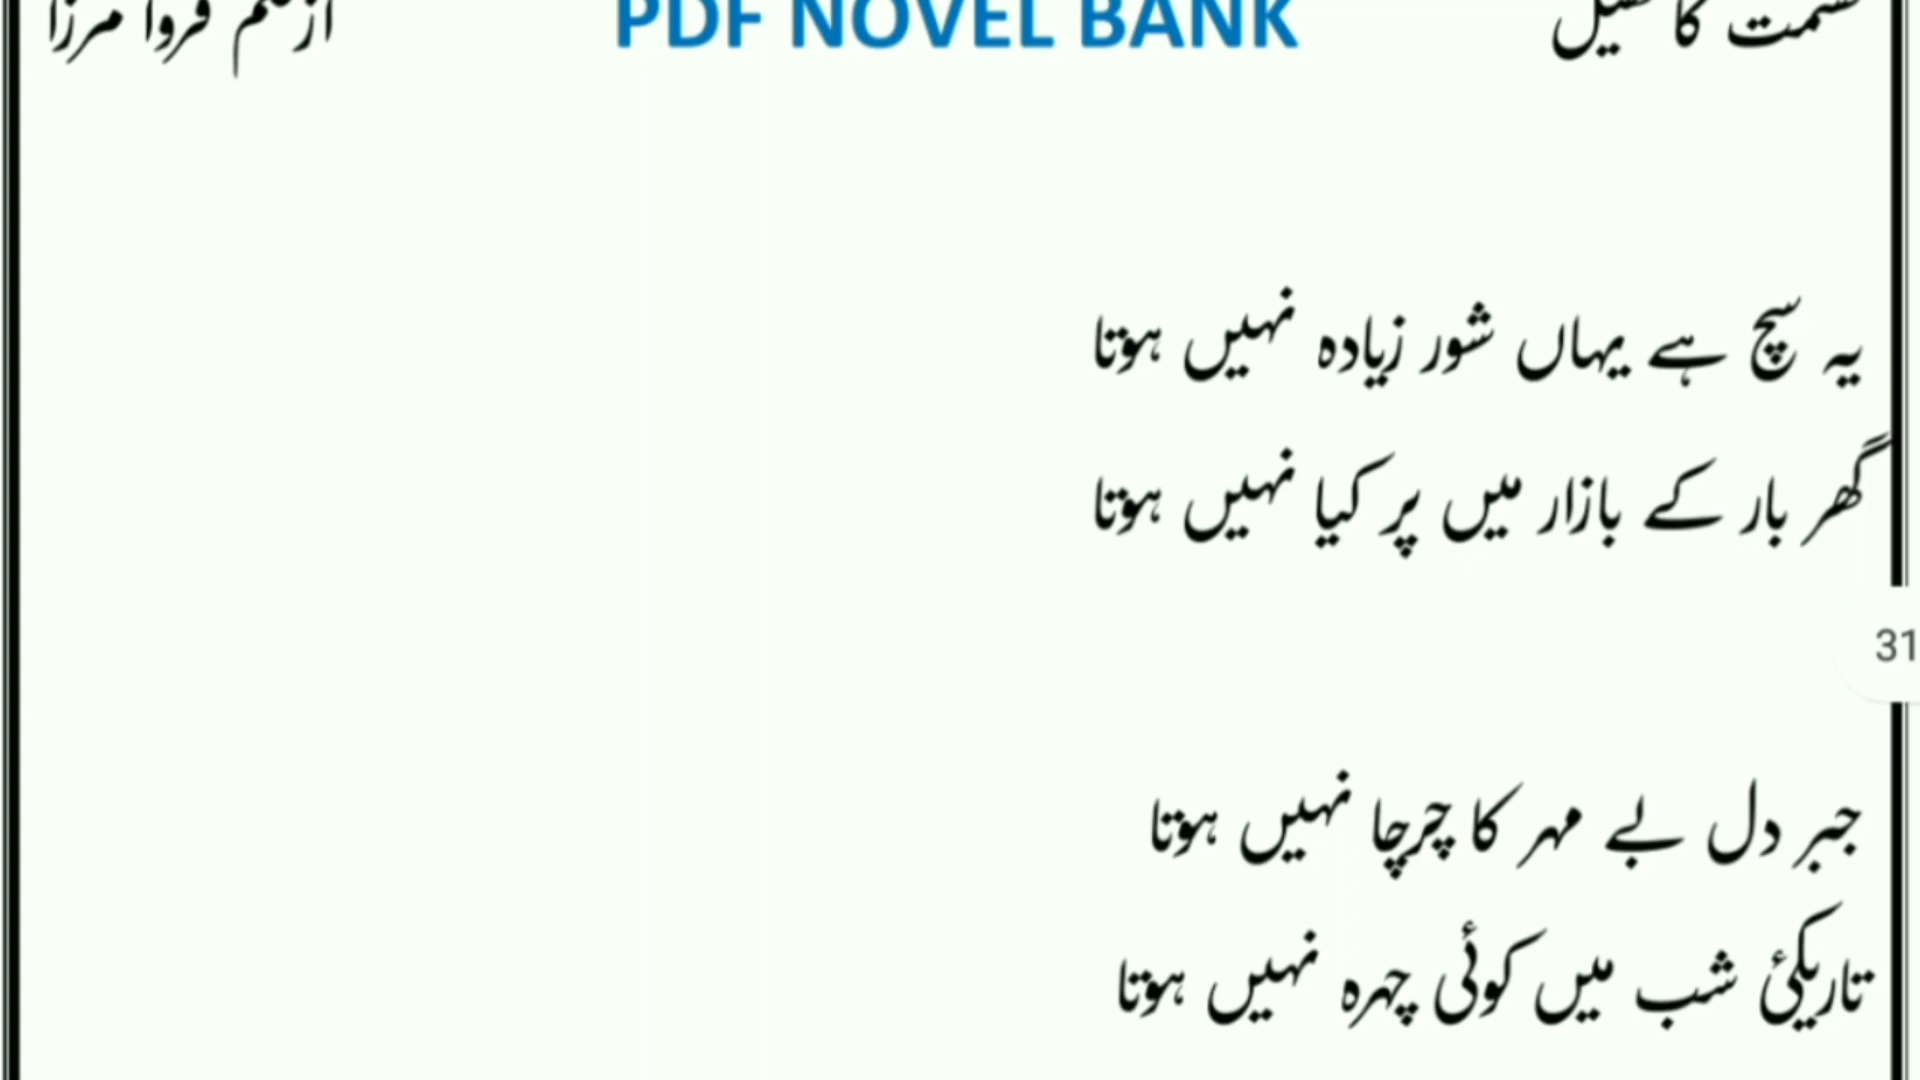 قسمت کا کھیل PDF NOVEL BANK ازقلم فروا مرزا
یہ سچ ہے یہاں شور زیادہ نہیں ہوتا
گھر بار کے بازار میں پر کیا نہیں ہوتا
31
جبر دل بے مہر کا چرچا نہیں ہوتا
تاریکئ شب میں کوئی چہرہ نہیں ہوتا